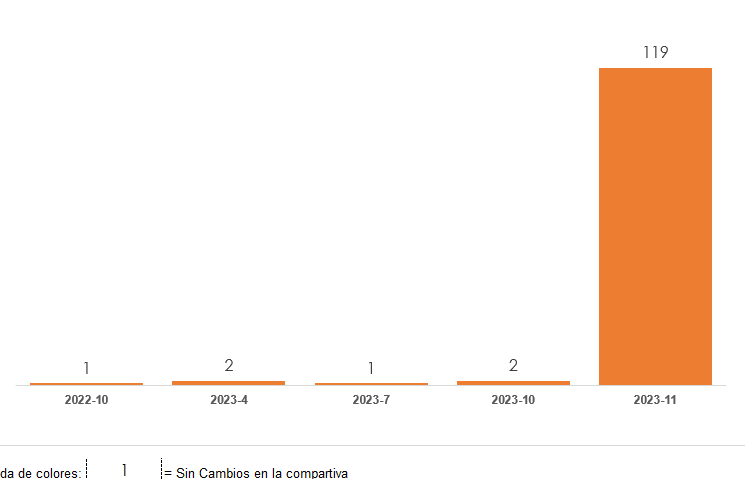 119
1 2 1 2
2022-10 2023-4 2023-7 2023-10 2023-11
da de colores: 1 = Sin Cambios en la compartiva